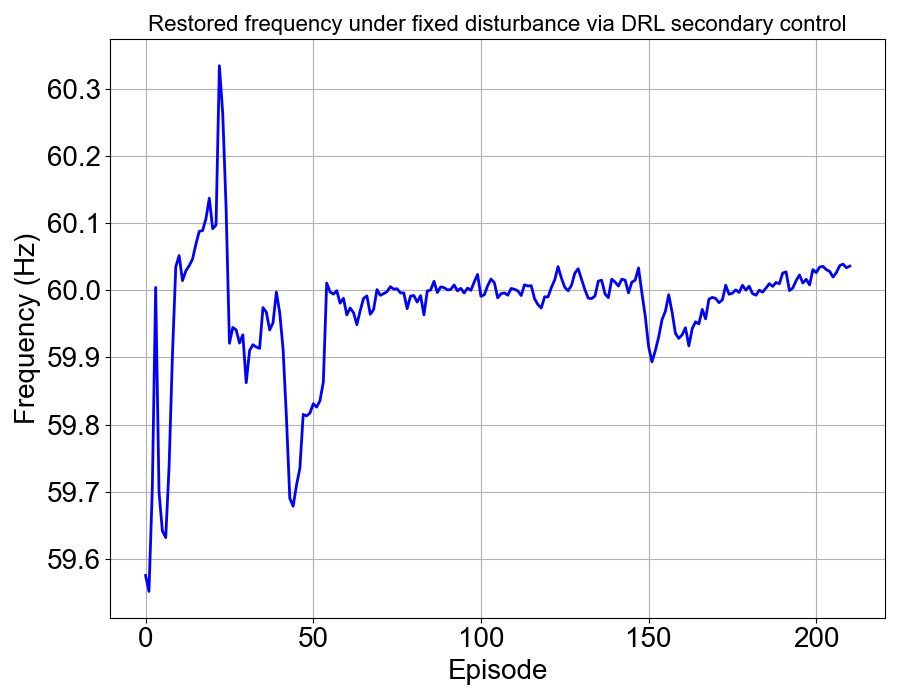 Restored frequency under fixed disturbance via DRL secondary control
60.3
60.2
60.1
60.0
59.9
59.8
59.7
59.6
Frequency (Hz)
0 50 100 150 200
Episode